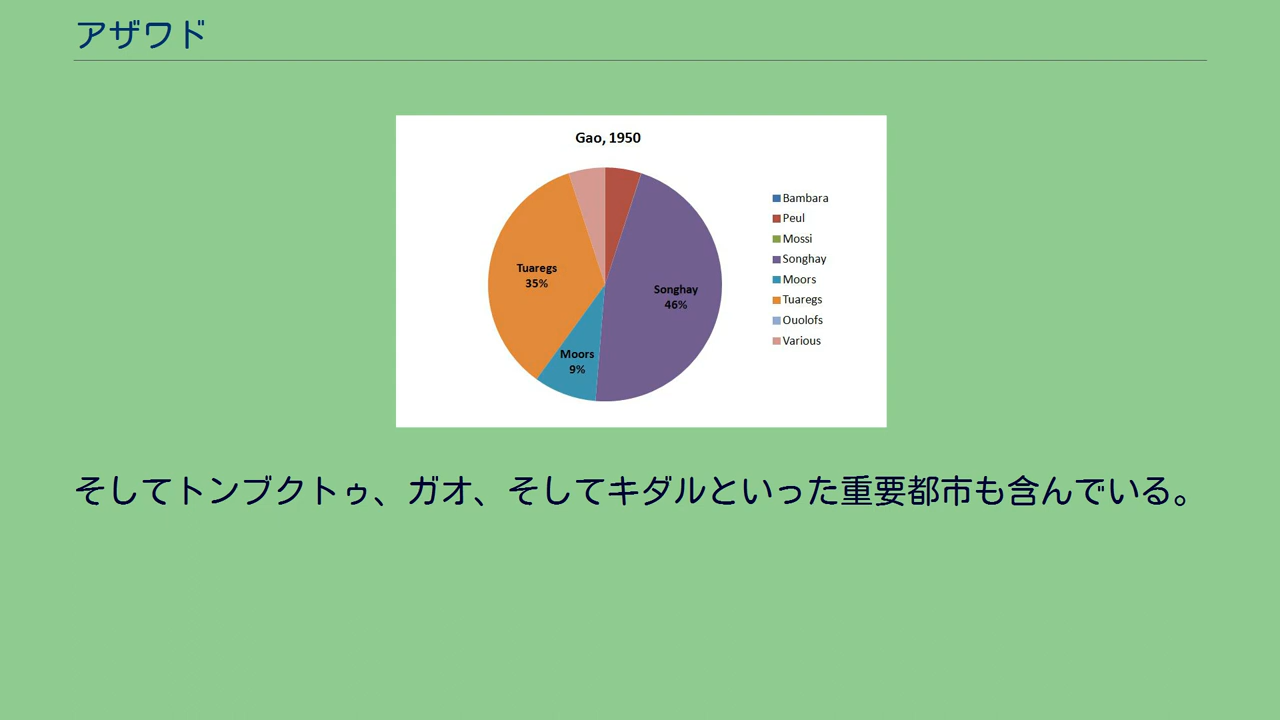 アザワド
Gao, 1950
Tuaregs
35%
Songhay
46%
Moors
9%
Bambara
Peul
Mossi
Songhay
Moors
Tuaregs
Ouolofs
Various
そしてトンブクトゥ、ガオ、そしてキダルといった重要都市も含んでいる。